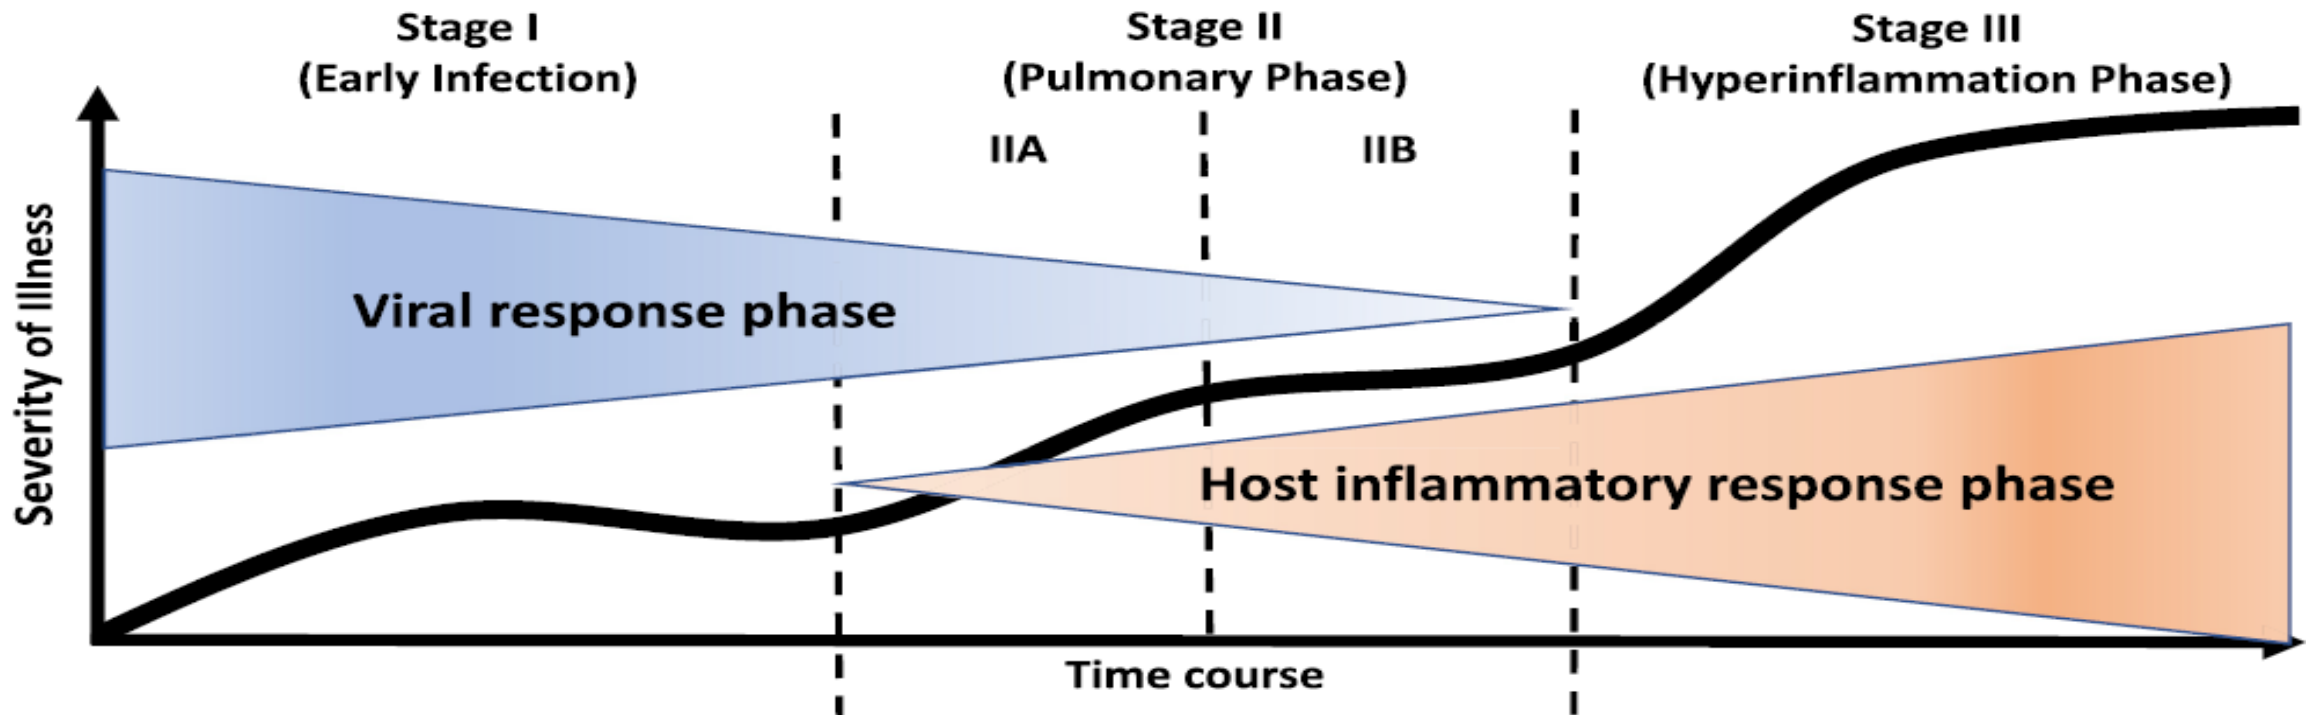 Stage I
(Early Infection)
Stage II
(Pulmonary Phase)
Stage III
(Hyperinflammation Phase)
IIA
IIB
Severity of Illness
Viral response phase
Host inflammatory response phase
Time course